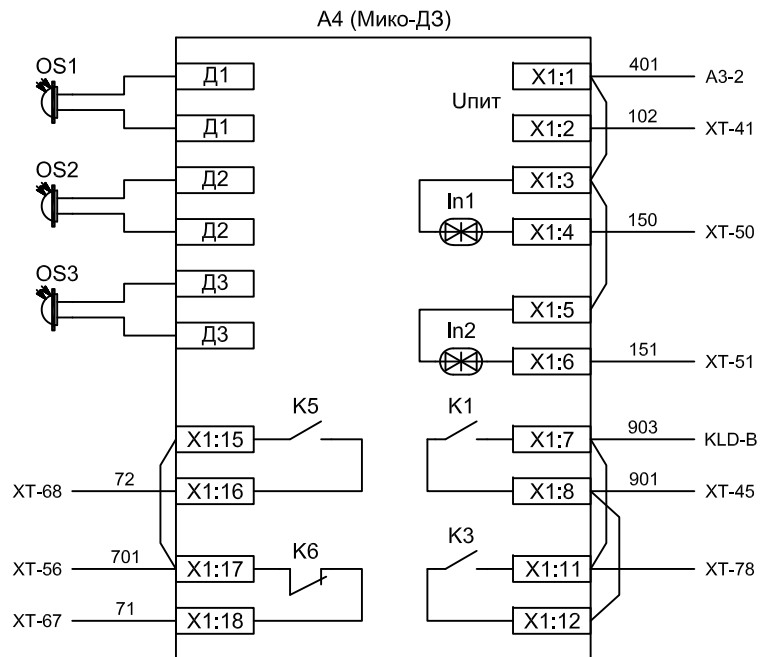 А4 (Мико-ДЗ)
OS1
Д1
X1:1
401
А3-2
Uпит
Д1
X1:2
102
XT-41
OS2
Д2
X1:3
In1
Д2
X1:4
150
XT-50
OS3
Д3
X1:5
In2
Д3
X1:6
151
XT-51
K5
K1
X1:15
X1:7
903
KLD-B
XT-68
72
X1:16
X1:8
901
XT-45
K6
K3
XT-56
701
X1:17
X1:11
XT-78
XT-67
71
X1:18
X1:12